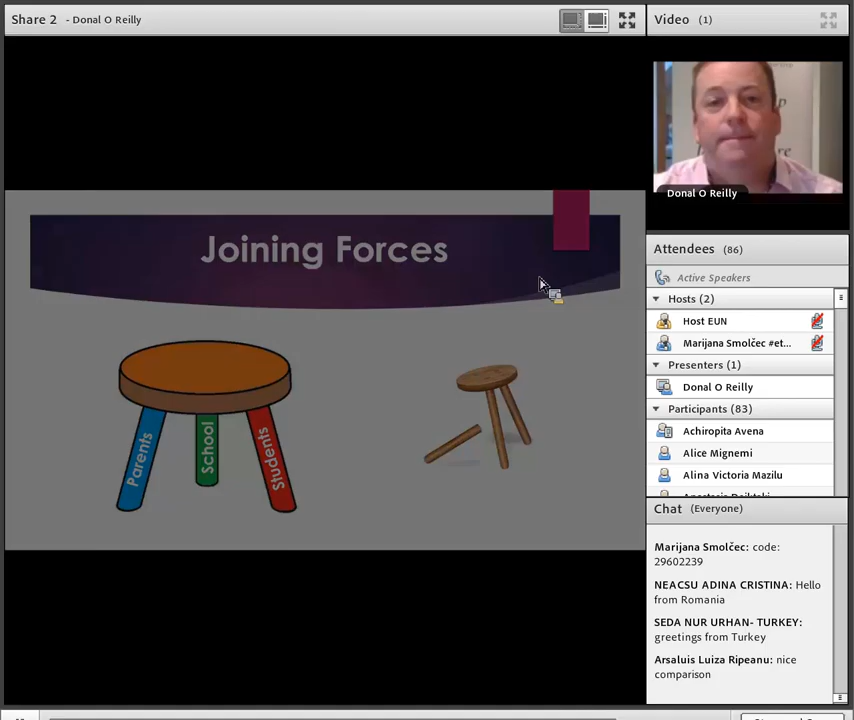 Share 2 - Donal O Reilly
Video (1)
Donal O Reilly
Joining Forces
Parents
School
Students
Attendees (86)
Active Speakers
Hosts (2)
Host EUN
Marijana Smolčec #et...
Presenters (1)
Donal O Reilly
Participants (83)
Achiropita Avena
Alice Mignemi
Alina Victoria Mazilu
Chat (Everyone)
Marijana Smolčec: code:
29602239
NEACSU ADINA CRISTINA: Hello
from Romania
SEDA NUR URHAN- TURKEY:
greetings from Turkey
Arsaluis Luiza Ripeanu: nice
comparison